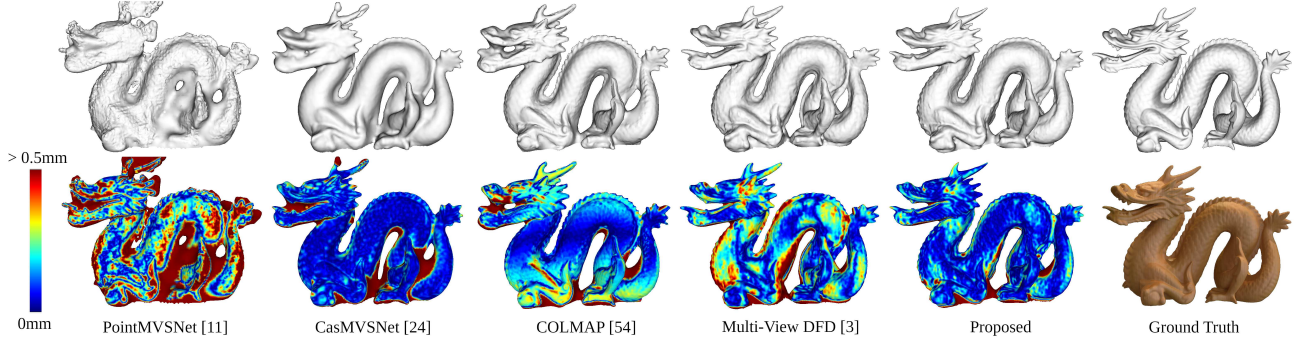 > 0.5mm
0mm
PointMVSNet [11]
CasMVSNet [24]
COLMAP [54]
Multi-View DFD [3]
Proposed
Ground Truth